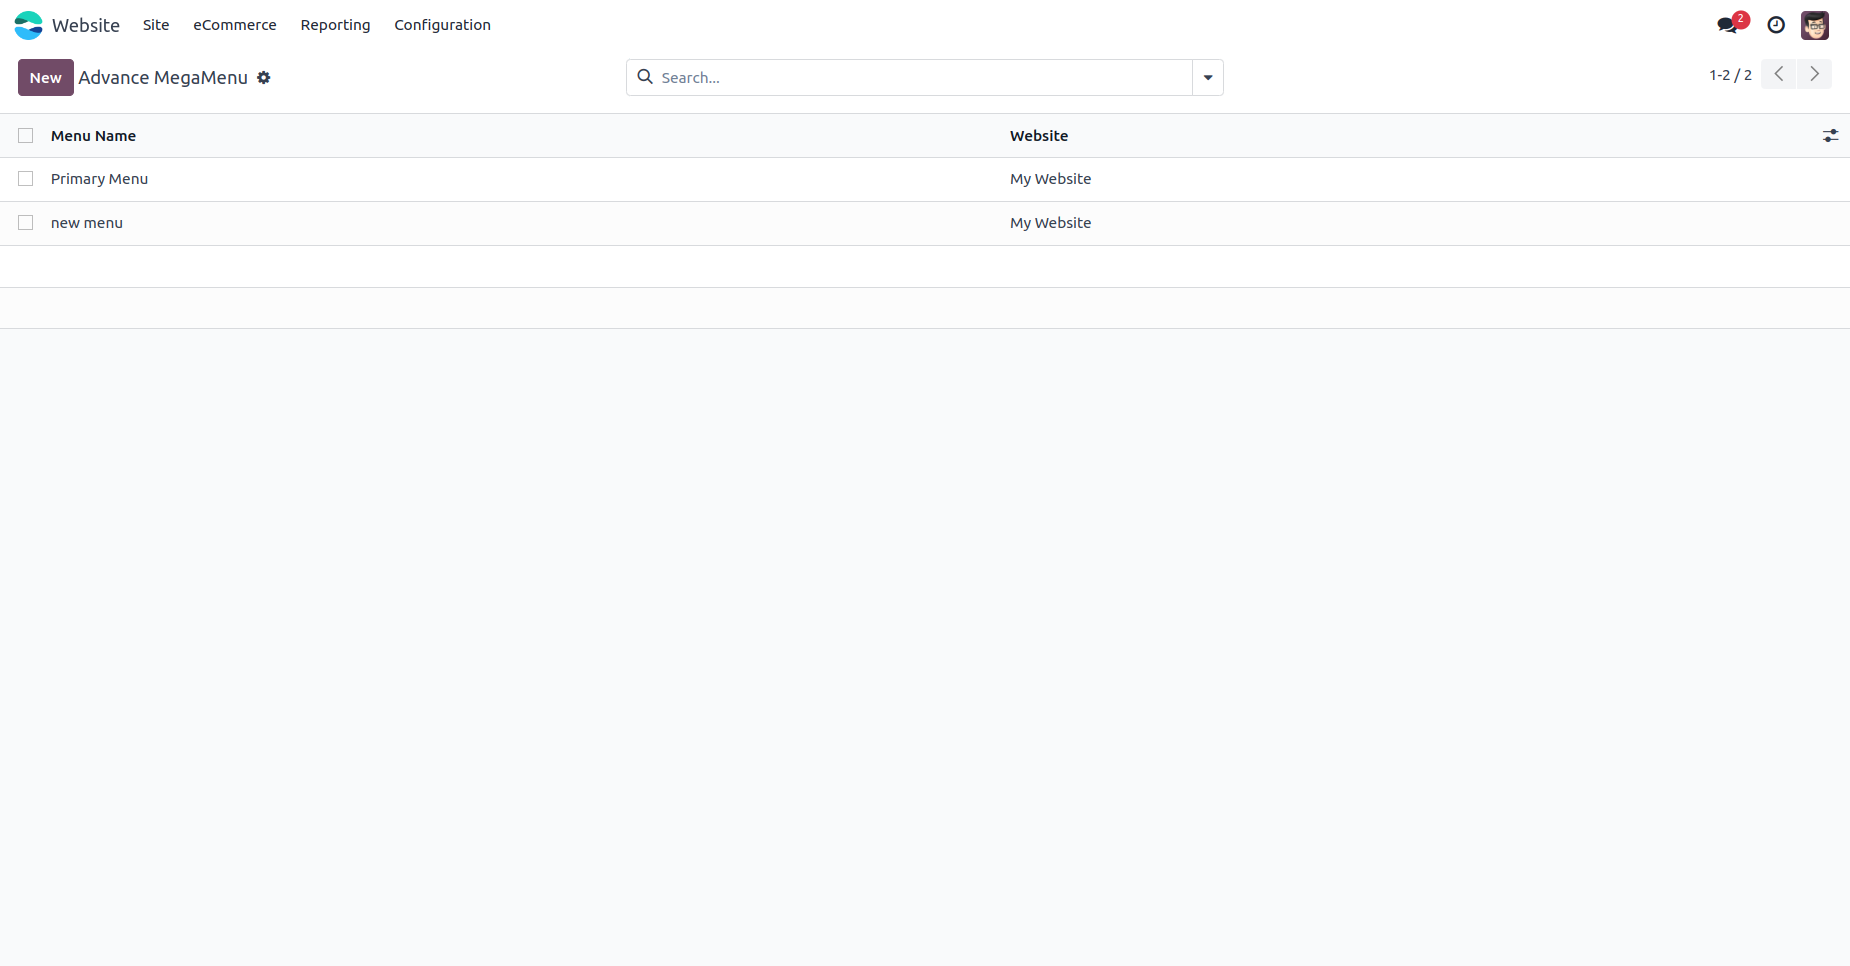 Website Site eCommerce Reporting Configuration 2
New Advance MegaMenu Search... 1-2 / 2
Menu Name Website
Primary Menu My Website
new menu My Website